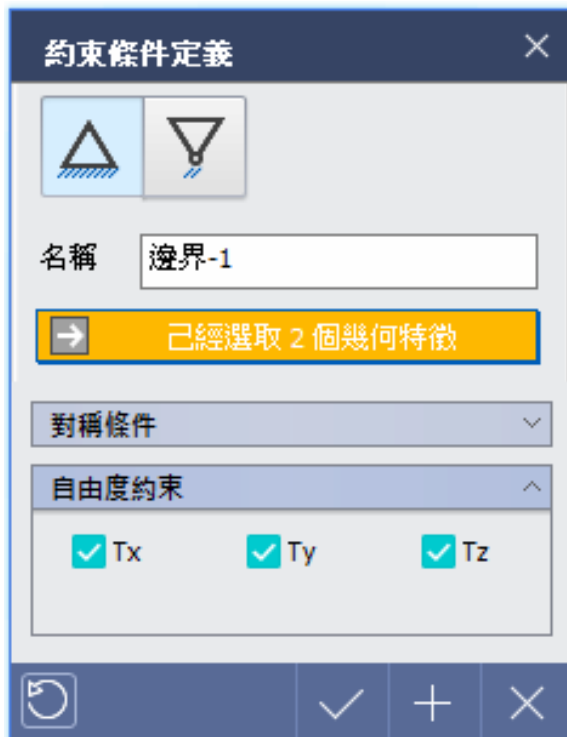 約束條件定義
名稱
邊界-1
已經選取 2 個幾何特徵
對稱條件
自由度約束
Tx Ty Tz